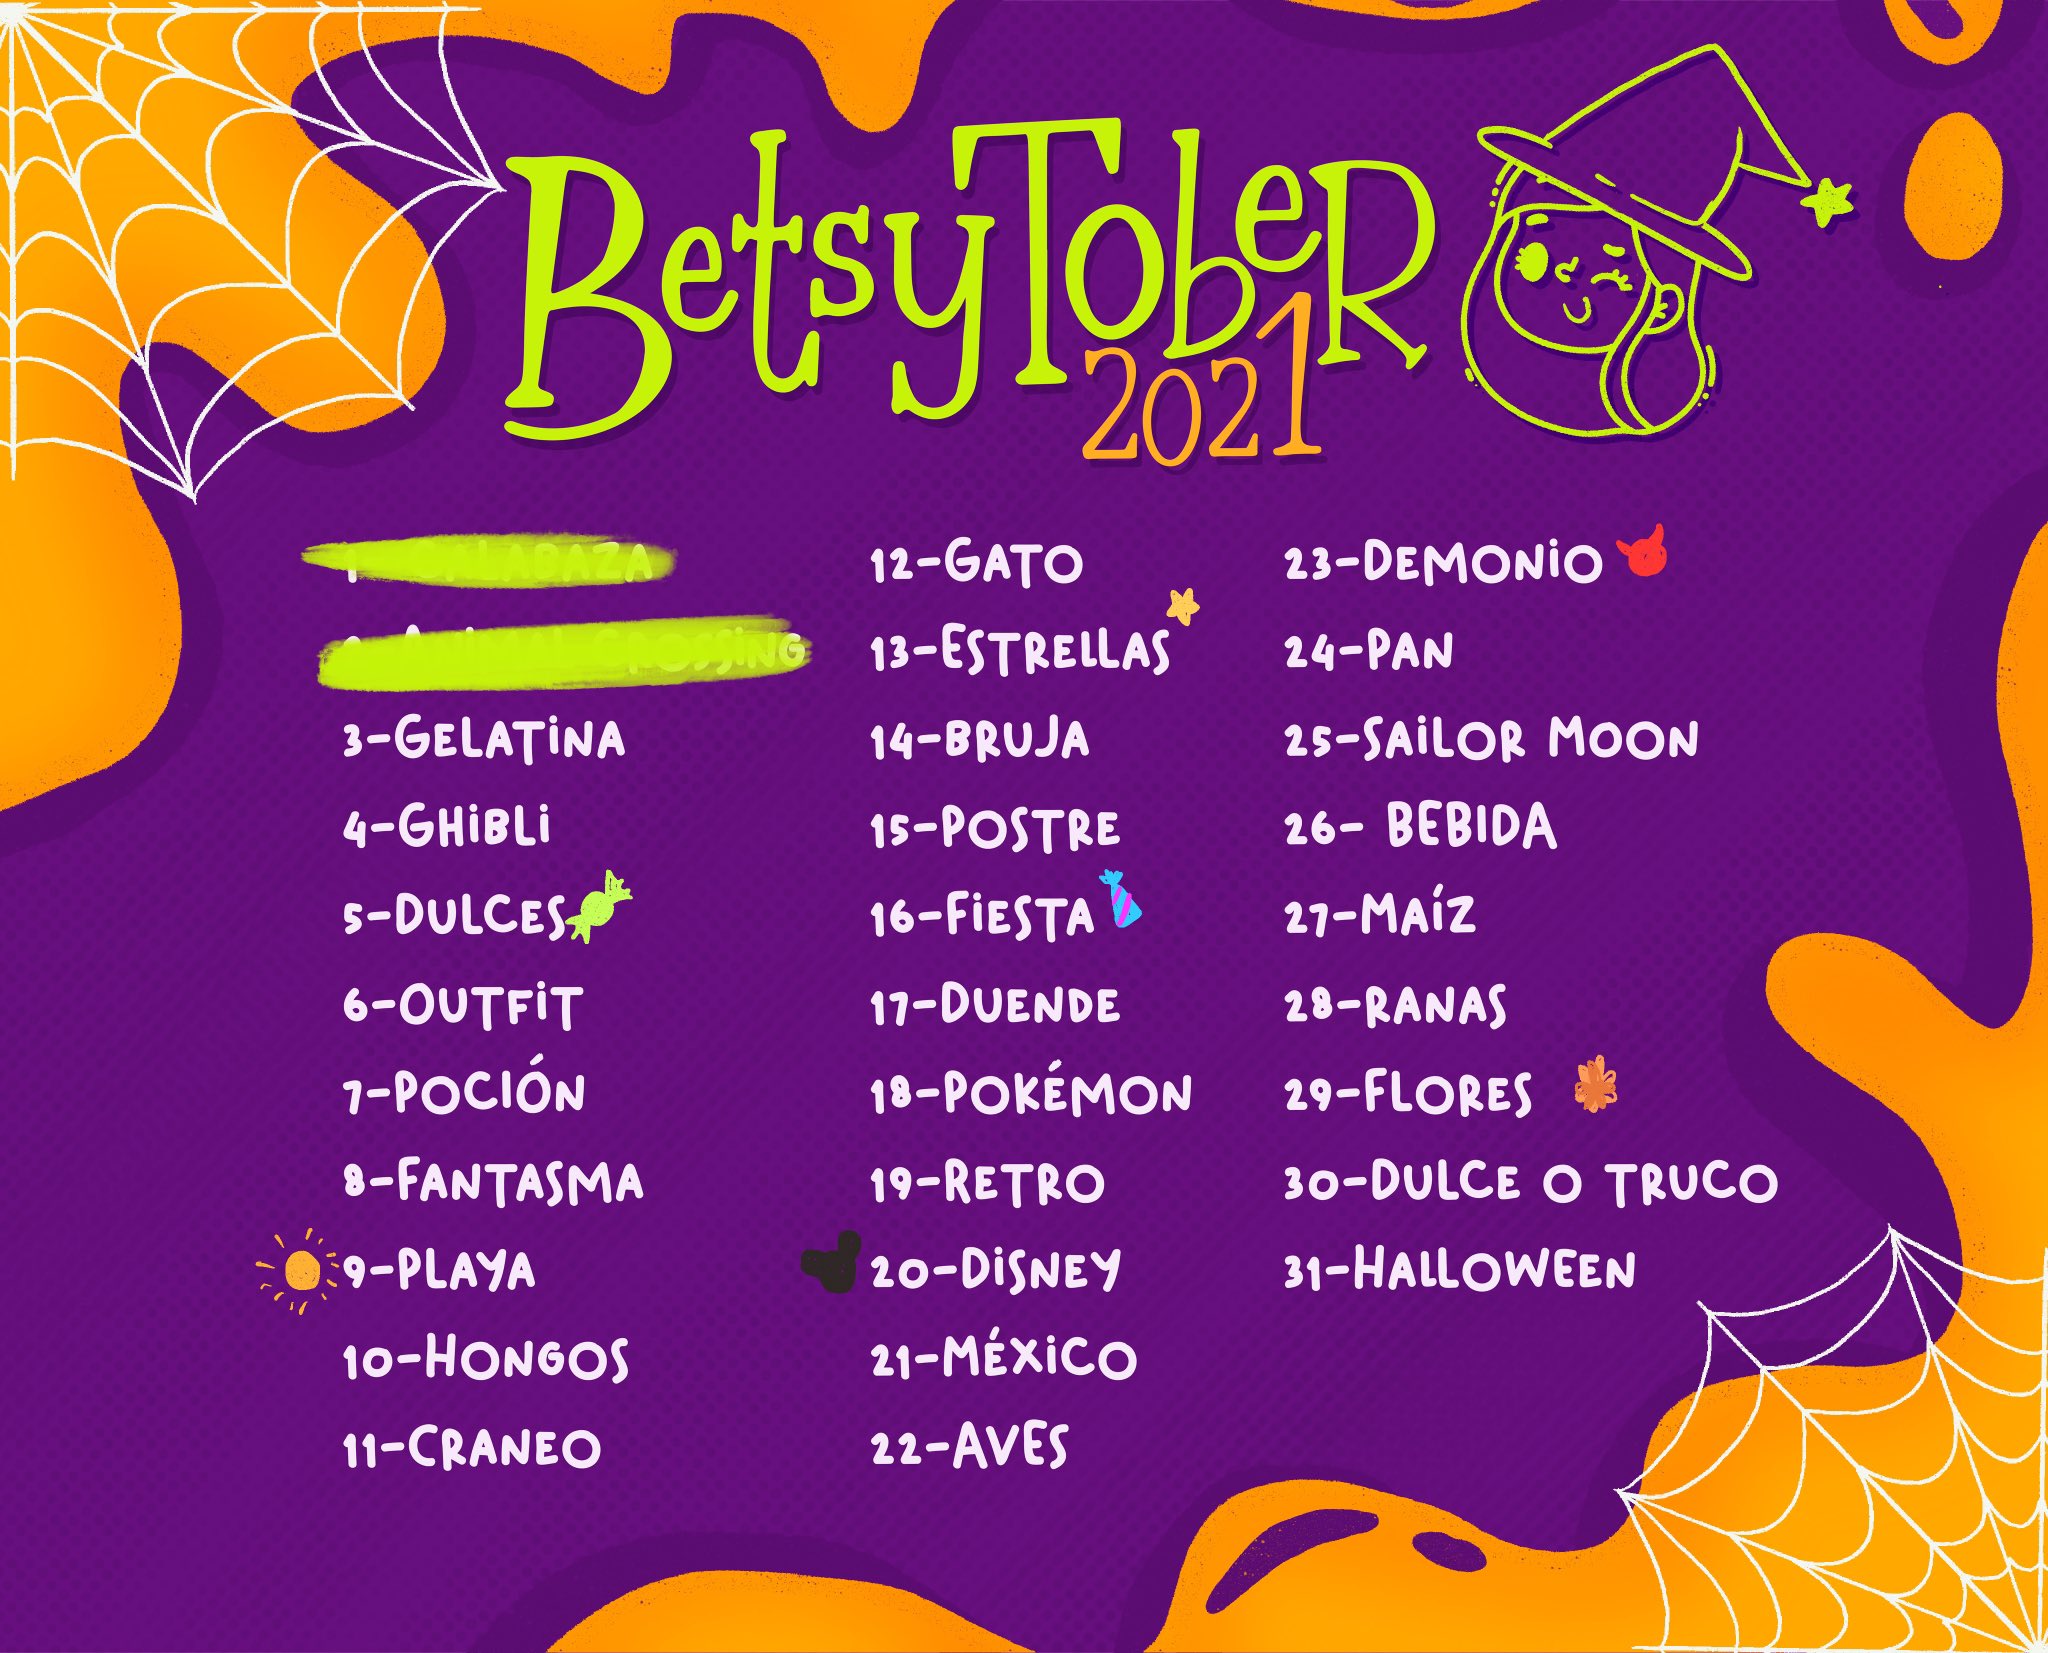 BetsyTober
2021
1-CALABAZA
2-Animal Crossing
3-GELATiNA
4-GHiBLi
5-DULCES
6-OUTFiT
7-POCIÓN
8-FANTASMA
9-PLAYA
10-HONGOS
11-CRANEO
12-GATO
13-ESTRELLAS
14-BRUJA
15-POSTRE
16-FiESTA
17-DUENDE
18-POKÉMON
19-RETRO
20-DiSNEY
21-MÉXiCO
22-AVES
23-DEMONiO
24-PAN
25-SAiLOR MOON
26- BEBIDA
27-MAÍZ
28-RANAS
29-FLORES
30-DULCE O TRUCO
31-HALLOWEEN